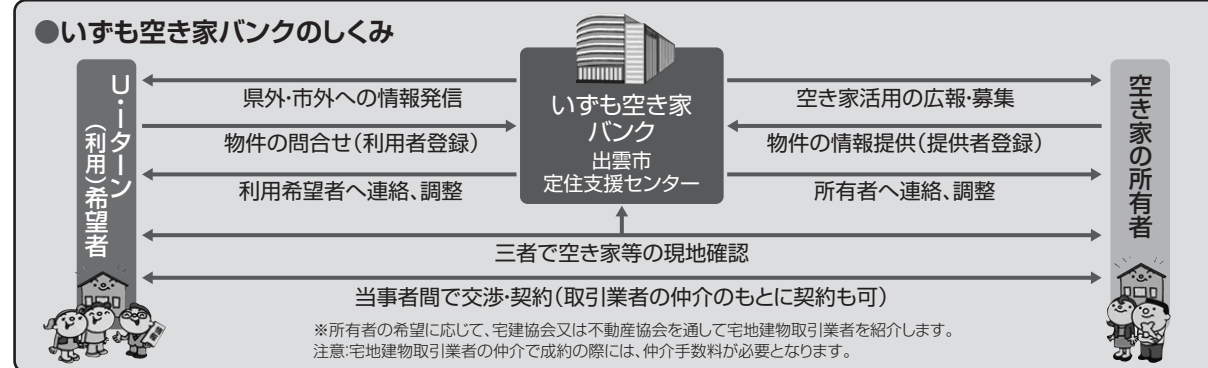 ●いずも空き家バンクのしくみ
U・Iターン
（利用）希望者
県外・市外への情報発信
物件の問合せ（利用者登録）
利用希望者へ連絡、調整
いずも空き家
バンク
出雲市
定住支援センター
空き家活用の広報・募集
物件の情報提供（提供者登録）
所有者へ連絡、調整
空き家の所有者
三者で空き家等の現地確認
当事者間で交渉・契約（取引業者の仲介のもとに契約も可）
※所有者の希望に応じて、宅建協会又は不動産協会を通して宅地建物取引業者を紹介します。
注意:宅地建物取引業者の仲介で成約の際には、仲介手数料が必要となります。